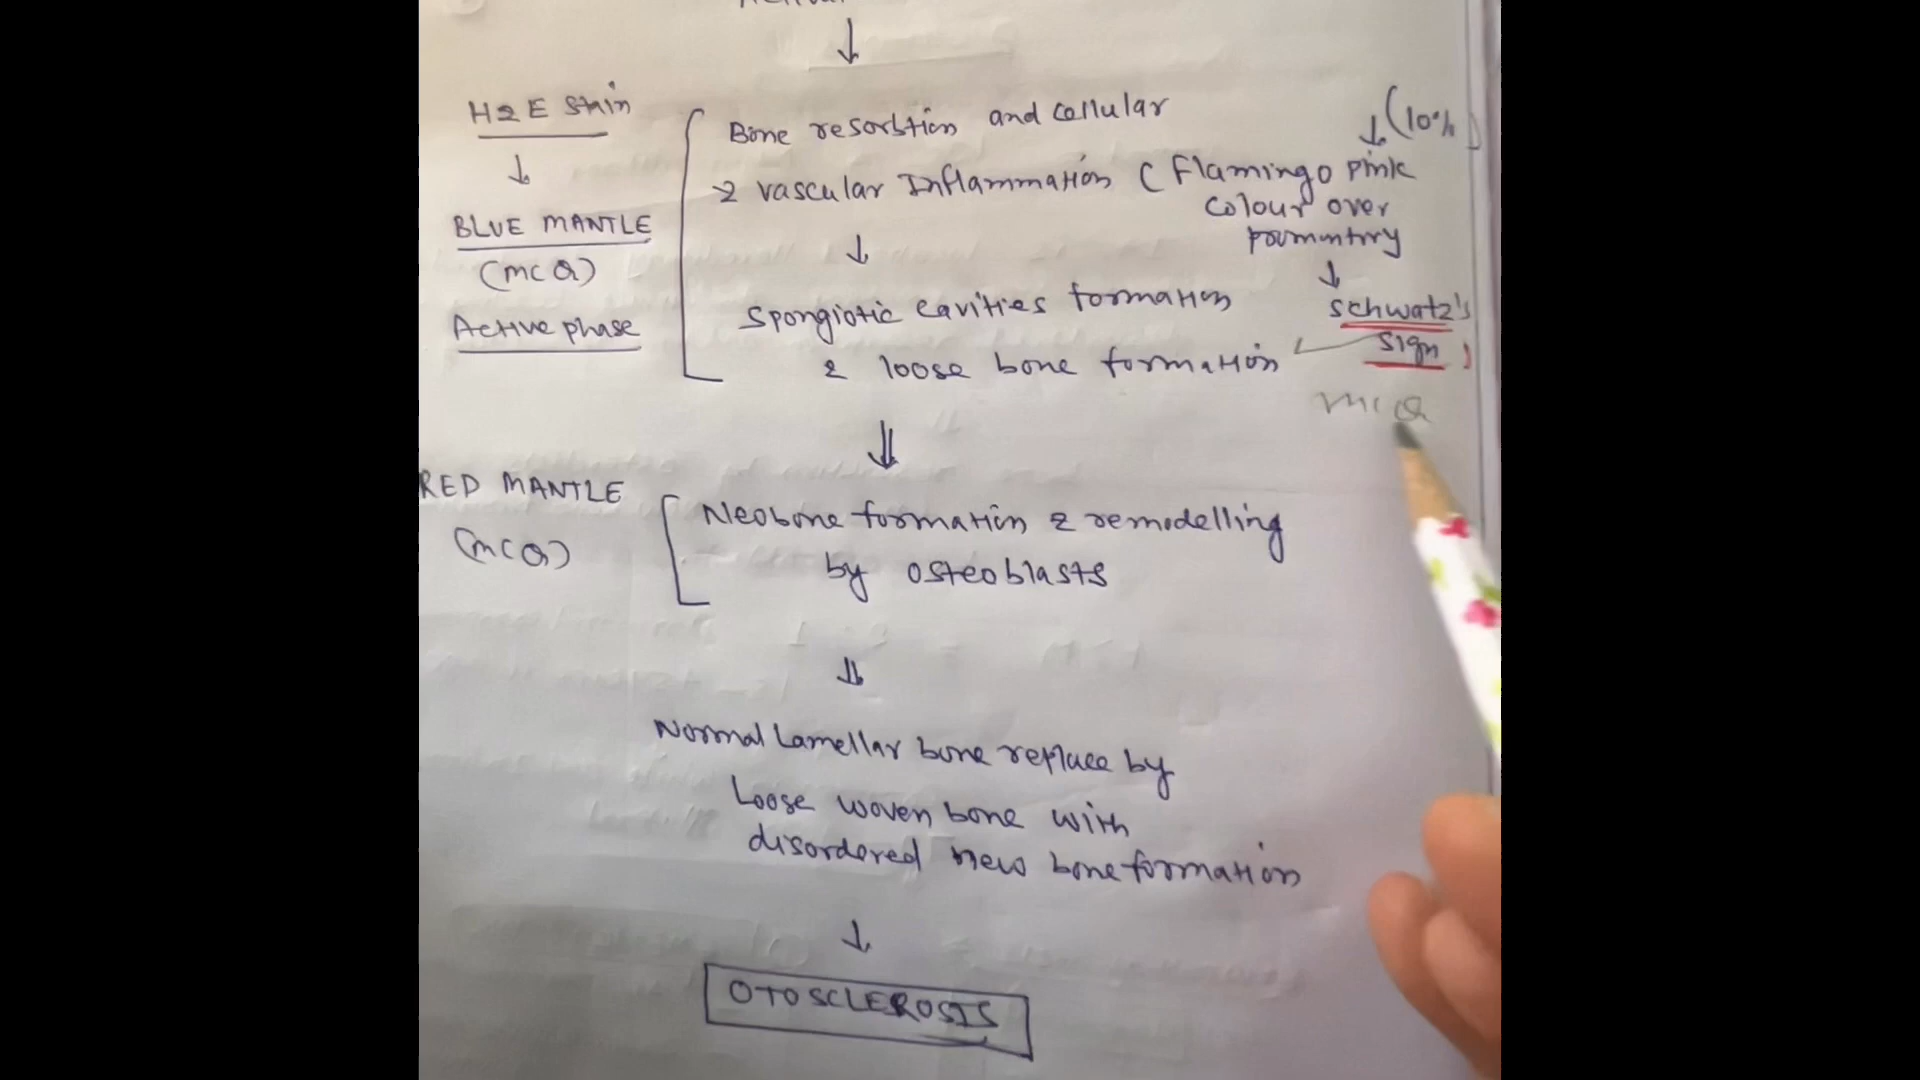 ↓
H & E Stain
↓
BLUE MANTLE
(MCQ)
Active phase
Bone resorbtion and cellular
& vascular Inflammation ( Flamingo pink
colour over
↓ (10%)
↓
schwatz's
sign )
MCQ
↓
Spongiotic cavities formation
& loose bone formation
⇓
RED MANTLE
(MCQ)
Neobone formation & remodelling
by osteoblasts
⇓
Normal Lamellar bone replace by
Loose woven bone with
disordered new bone formation
↓
OTOSCLEROSIS